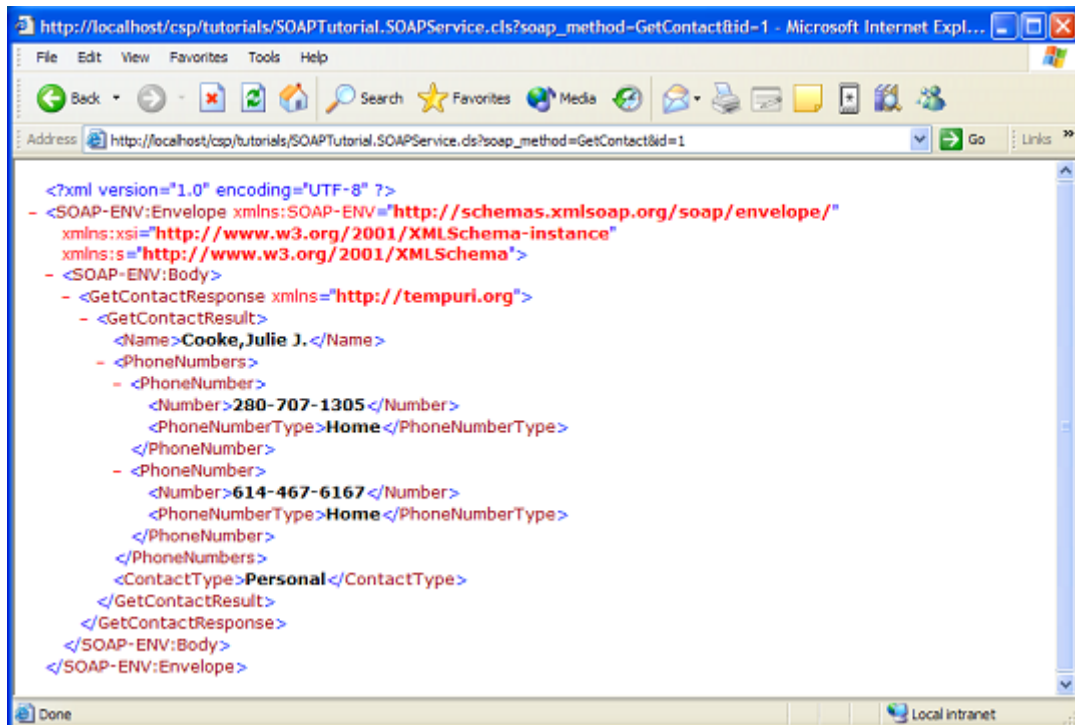 http://localhost/csp/tutorials/SOAPTutorial.SOAPService.cls?soap_method=GetContact&id=1 - Microsoft Internet Expl...
File Edit View Favorites Tools Help
Back Search Favorites Media
Address http://localhost/csp/tutorials/SOAPTutorial.SOAPService.cls?soap_method=GetContact&id=1 Go Links »
<?xml version="1.0" encoding="UTF-8" ?>
- <SOAP-ENV:Envelope xmlns:SOAP-ENV="http://schemas.xmlsoap.org/soap/envelope/"
xmlns:xsi="http://www.w3.org/2001/XMLSchema-instance"
xmlns:s="http://www.w3.org/2001/XMLSchema">
- <SOAP-ENV:Body>
- <GetContactResponse xmlns="http://tempuri.org">
- <GetContactResult>
<Name>Cooke,Julie J.</Name>
- <PhoneNumbers>
- <PhoneNumber>
<Number>280-707-1305</Number>
<PhoneNumberType>Home</PhoneNumberType>
</PhoneNumber>
- <PhoneNumber>
<Number>614-467-6167</Number>
<PhoneNumberType>Home</PhoneNumberType>
</PhoneNumber>
</PhoneNumbers>
<ContactType>Personal</ContactType>
</GetContactResult>
</GetContactResponse>
</SOAP-ENV:Body>
</SOAP-ENV:Envelope>
Done Local intranet